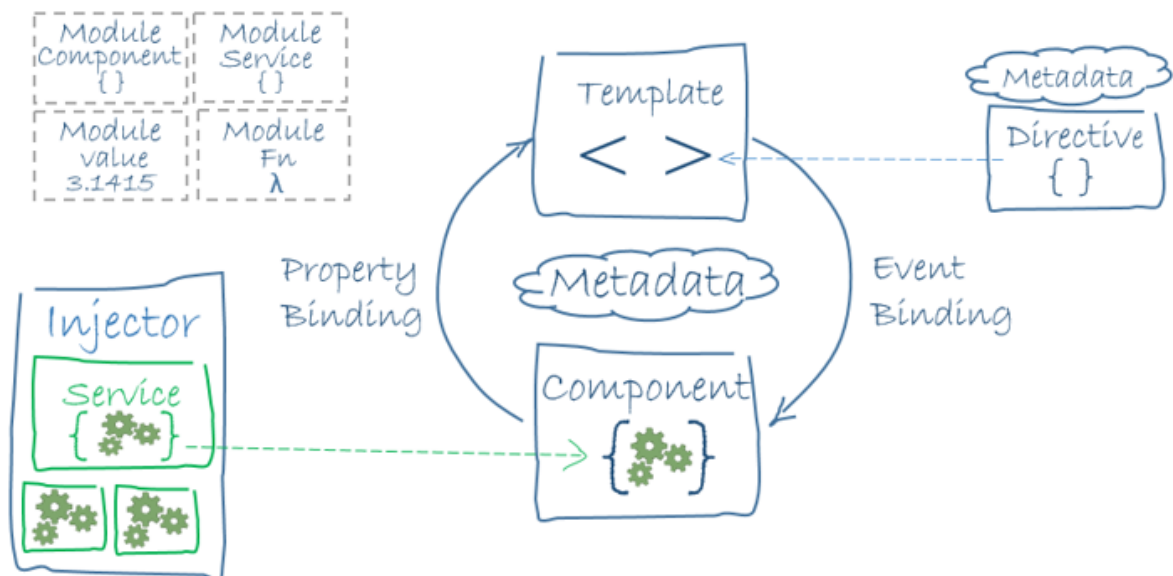 Module
Component
{ }
Module
Service
{ }
Module
value
3.1415
Module
Fn
λ
Template
< >
Metadata
Directive
{ }
Property
Binding
Metadata
Event
Binding
Injector
Service
{ }
Component
{ }